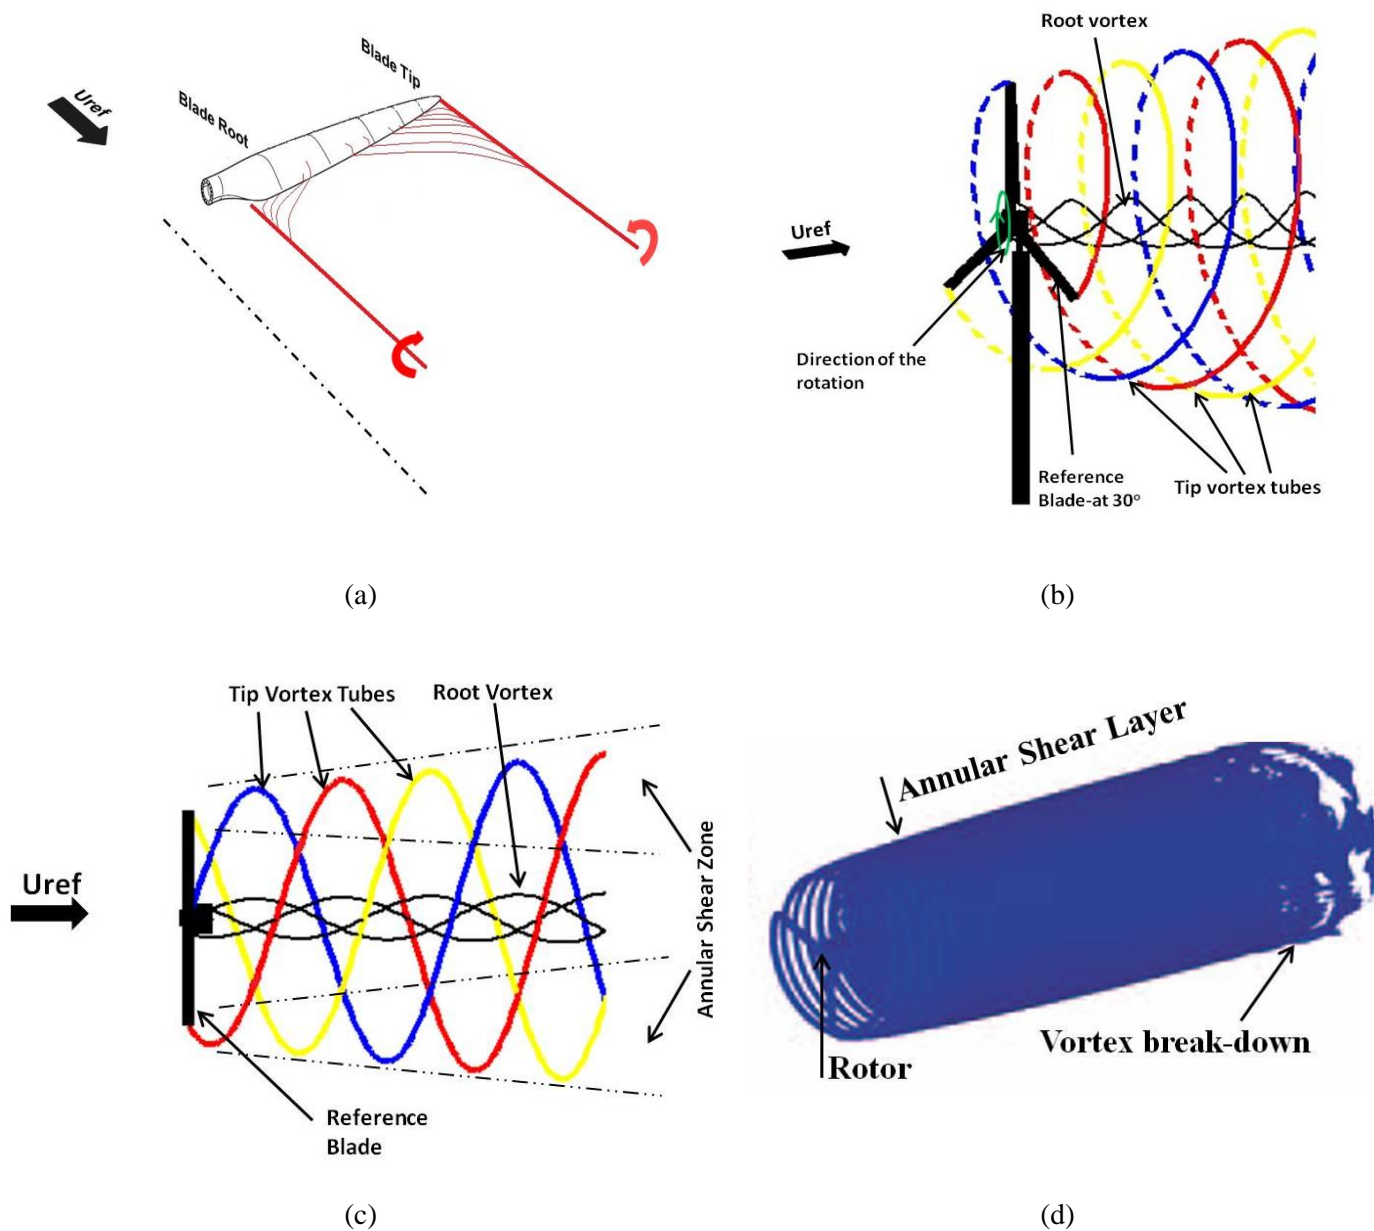 Blade Tip
Uref
Blade Root
(a)
Root vortex
Uref
Direction of the
rotation
Reference
Blade-at 30°
Tip vortex tubes
(b)
Tip Vortex Tubes
Root Vortex
Uref
Annular Shear Zone
Reference
Blade
(c)
Annular Shear Layer
Rotor
Vortex break-down
(d)